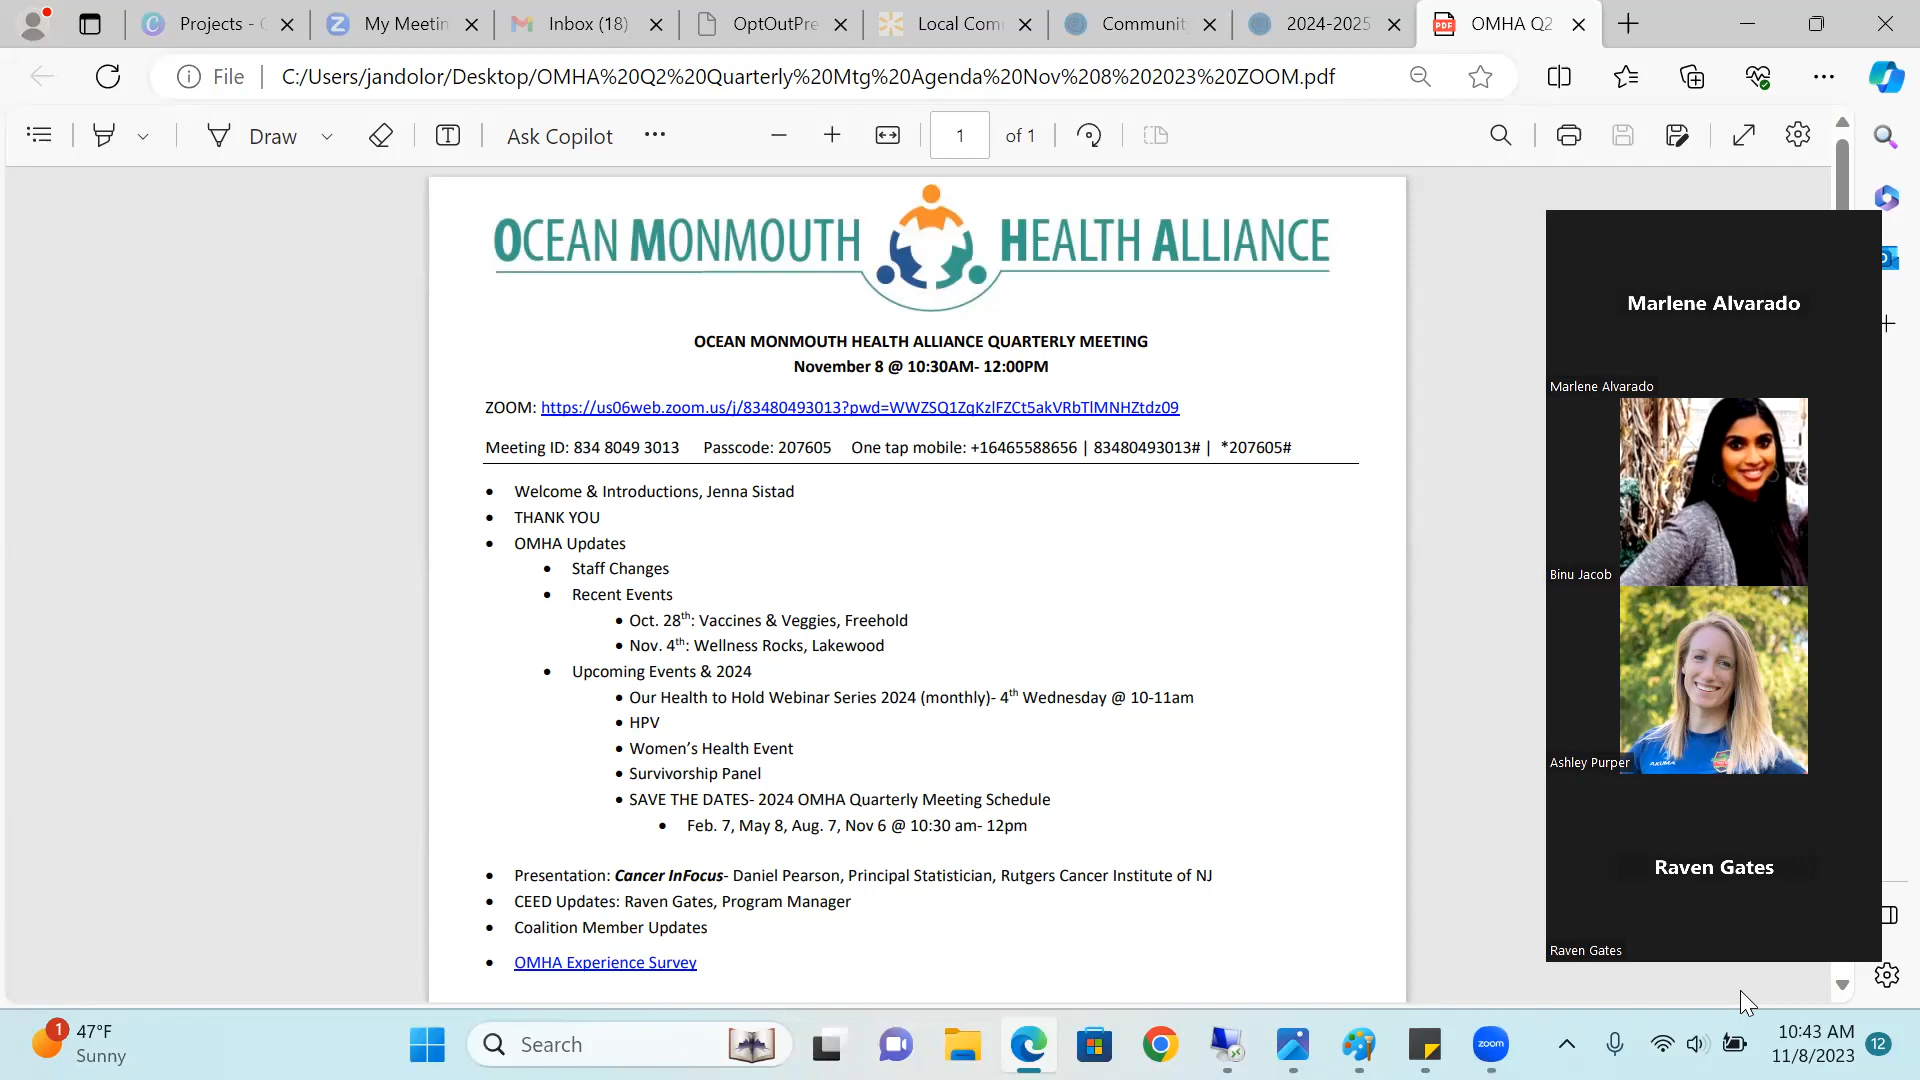 Projects - C
My Meetin
Inbox (18)
OptOutPre
Local Com
Communit
2024-2025
OMHA Q2
File
C:/Users/jandolor/Desktop/OMHA%20Q2%20Quarterly%20Mtg%20Agenda%20Nov%208%202023%20ZOOM.pdf
Draw
Ask Copilot
1 of 1
OCEAN MONMOUTH HEALTH ALLIANCE
OCEAN MONMOUTH HEALTH ALLIANCE QUARTERLY MEETING
November 8 @ 10:30AM- 12:00PM
ZOOM: https://us06web.zoom.us/j/83480493013?pwd=WWZSQ1ZqKzlFZCt5akVRbTlMNHZtdz09
Meeting ID: 834 8049 3013 Passcode: 207605 One tap mobile: +16465588656 | 83480493013# | *207605#
• Welcome & Introductions, Jenna Sistad
• THANK YOU
• OMHA Updates
• Staff Changes
• Recent Events
• Oct. 28th: Vaccines & Veggies, Freehold
• Nov. 4th: Wellness Rocks, Lakewood
• Upcoming Events & 2024
• Our Health to Hold Webinar Series 2024 (monthly)- 4th Wednesday @ 10-11am
• HPV
• Women’s Health Event
• Survivorship Panel
• SAVE THE DATES- 2024 OMHA Quarterly Meeting Schedule
• Feb. 7, May 8, Aug. 7, Nov 6 @ 10:30 am- 12pm
• Presentation: Cancer InFocus- Daniel Pearson, Principal Statistician, Rutgers Cancer Institute of NJ
• CEED Updates: Raven Gates, Program Manager
• Coalition Member Updates
• OMHA Experience Survey
Marlene Alvarado
Marlene Alvarado
Binu Jacob
AKUMA
Ashley Purper
Raven Gates
Raven Gates
1
47°F
Sunny
Search
zoom
10:43 AM
11/8/2023
12